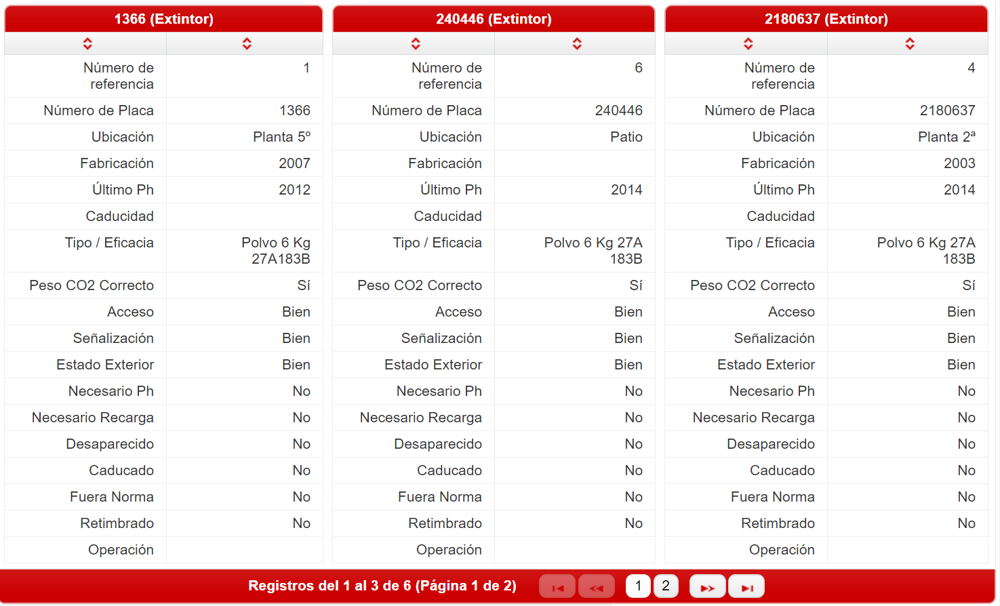 1366 (Extintor)
Número de
referencia
1
Número de Placa 1366
Ubicación Planta 5º
Fabricación 2007
Último Ph 2012
Caducidad
Tipo / Eficacia Polvo 6 Kg
27A183B
Peso CO2 Correcto Sí
Acceso Bien
Señalización Bien
Estado Exterior Bien
Necesario Ph No
Necesario Recarga No
Desaparecido No
Caducado No
Fuera Norma No
Retimbrado No
Operación
240446 (Extintor)
Número de
referencia
6
Número de Placa 240446
Ubicación Patio
Fabricación
Último Ph 2014
Caducidad
Tipo / Eficacia Polvo 6 Kg 27A
183B
Peso CO2 Correcto Sí
Acceso Bien
Señalización Bien
Estado Exterior Bien
Necesario Ph No
Necesario Recarga No
Desaparecido No
Caducado No
Fuera Norma No
Retimbrado No
Operación
2180637 (Extintor)
Número de
referencia
4
Número de Placa 2180637
Ubicación Planta 2ª
Fabricación 2003
Último Ph 2014
Caducidad
Tipo / Eficacia Polvo 6 Kg 27A
183B
Peso CO2 Correcto Sí
Acceso Bien
Señalización Bien
Estado Exterior Bien
Necesario Ph No
Necesario Recarga No
Desaparecido No
Caducado No
Fuera Norma No
Retimbrado No
Operación
Registros del 1 al 3 de 6 (Página 1 de 2) 1 2